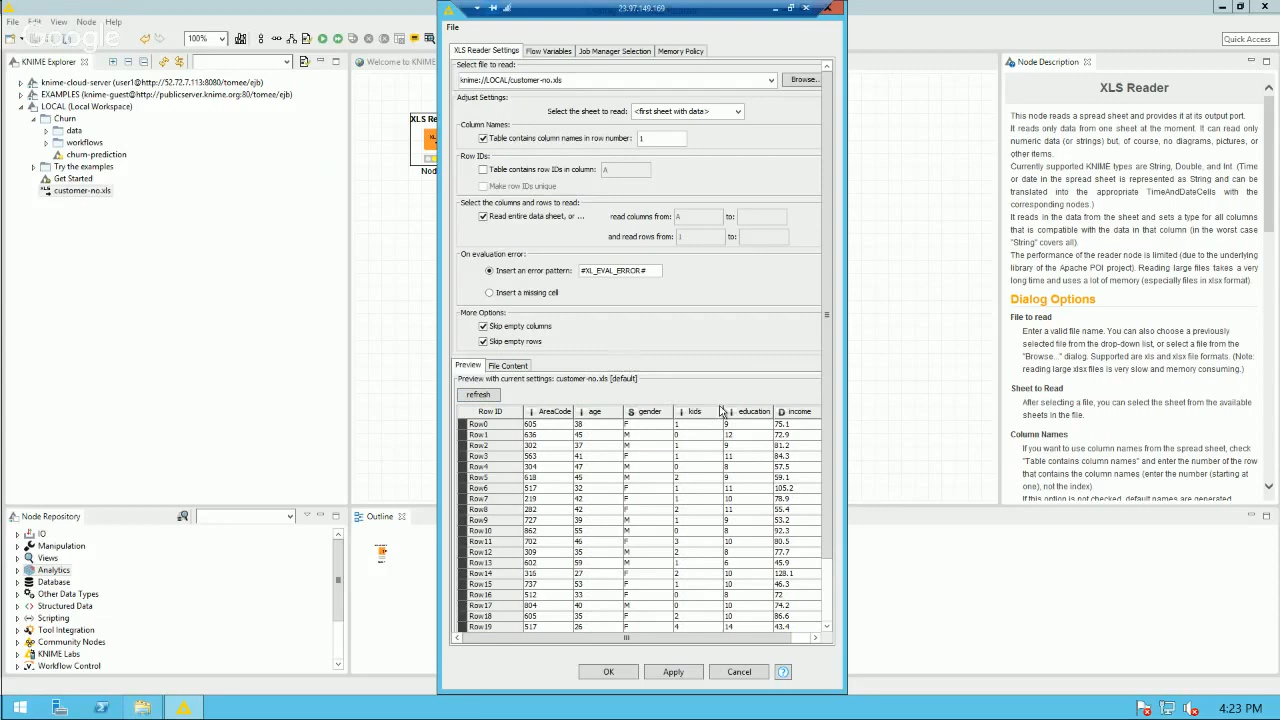 23.97.149.169
File View Node Help
Google
100%
Quick Access
KNIME Explorer
knime-cloud-server (user1@http://52.72.7.113:8080/tomee/ejb)
EXAMPLES (knime-guest@http://publicserver.knime.org:80/tomee/ejb)
LOCAL (Local Workspace)
Churn
data
workflows
churn-prediction
Try the examples
Get Started
customer-no.xls
Welcome to KNIME
XLS Re
Nod
File
XLS Reader Settings Flow Variables Job Manager Selection Memory Policy
Select file to read:
knime://LOCAL/customer-no.xls Browse...
Adjust Settings:
Select the sheet to read: <first sheet with data>
Column Names:
Table contains column names in row number: 1
Row IDs:
Table contains row IDs in column: A
Make row IDs unique
Select the columns and rows to read:
Read entire data sheet, or ... read columns from: A to:
and read rows from: 1 to:
On evaluation error:
Insert an error pattern: #XL_EVAL_ERROR#
Insert a missing cell
More Options:
Skip empty columns
Skip empty rows
Preview File Content
Preview with current settings: customer-no.xls [default]
refresh
Row ID I AreaCode I age S gender I kids I education D income
Row0 605 38 F 1 9 75.1
Row1 636 45 M 0 12 72.9
Row2 302 37 M 1 9 81.2
Row3 563 41 F 1 11 84.3
Row4 304 47 M 0 8 57.5
Row5 618 45 M 2 9 59.1
Row6 517 32 F 1 11 105.2
Row7 219 42 F 1 10 78.9
Row8 282 42 F 2 11 55.4
Row9 727 39 M 1 9 53.2
Row10 862 55 M 0 8 92.3
Row11 702 46 F 3 10 80.5
Row12 309 35 M 2 8 77.7
Row13 602 59 M 1 6 45.9
Row14 316 27 F 2 10 128.1
Row15 737 53 F 1 10 46.3
Row16 512 33 F 0 8 72
Row17 804 40 M 0 10 74.2
Row18 605 35 F 2 10 86.6
Row19 517 26 F 4 14 43.4
OK Apply Cancel ?
Node Description
XLS Reader
This node reads a spread sheet and provides it at its output port.
It reads only data from one sheet at the moment. It can read only
numeric data (or strings) but, of course, no diagrams, pictures, or
other items.
Currently supported KNIME types are String, Double, and Int (Time
or date in the spread sheet is represented as String and can be
translated into the appropriate TimeAndDateCells with the
corresponding nodes.)
It reads in the data from the sheet and sets a type for all columns
that is compatible with the data in that column (in the worst case
"String" covers all).
The performance of the reader node is limited (due to the underlying
library of the Apache POI project). Reading large files takes a very
long time and uses a lot of memory (especially files in xlsx format).
Dialog Options
File to read
Enter a valid file name. You can also choose a previously
selected file from the drop-down list, or select a file from the
"Browse..." dialog. Supported are xls and xlsx file formats. (Note:
reading large xlsx files is very slow and memory consuming.)
Sheet to Read
After selecting a file, you can select the sheet from the available
sheets in the file.
Column Names
If you want to use column names from the spread sheet, check
"Table contains column names" and enter the number of the row
that contains the column names (enter the number (starting at
one), not the index)
If this option is not checked, default names are generated
Node Repository
IO
Manipulation
Views
Analytics
Database
Other Data Types
Structured Data
Scripting
Tool Integration
Community Nodes
KNIME Labs
Workflow Control
Outline
4:23 PM